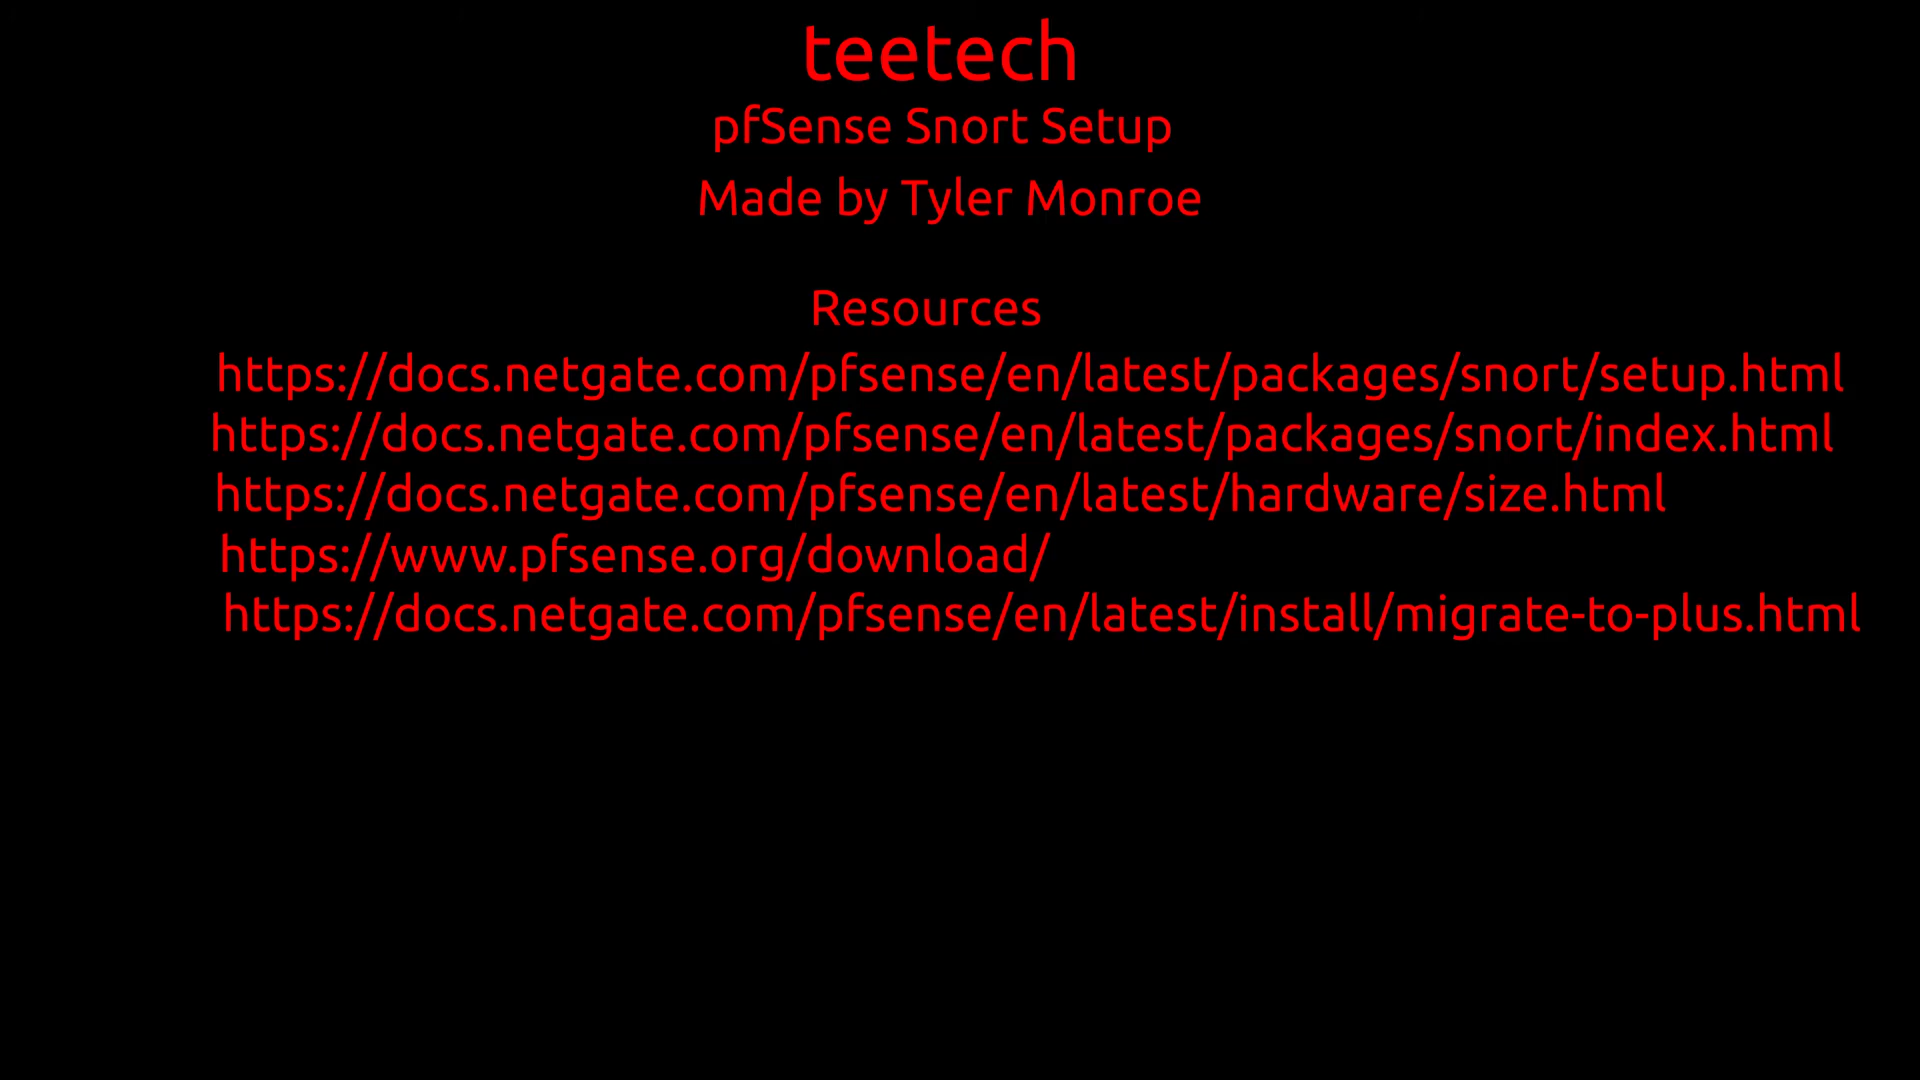 teetech
pfSense Snort Setup
Made by Tyler Monroe
Resources
https://docs.netgate.com/pfsense/en/latest/packages/snort/setup.html
https://docs.netgate.com/pfsense/en/latest/packages/snort/index.html
https://docs.netgate.com/pfsense/en/latest/hardware/size.html
https://www.pfsense.org/download/
https://docs.netgate.com/pfsense/en/latest/install/migrate-to-plus.html